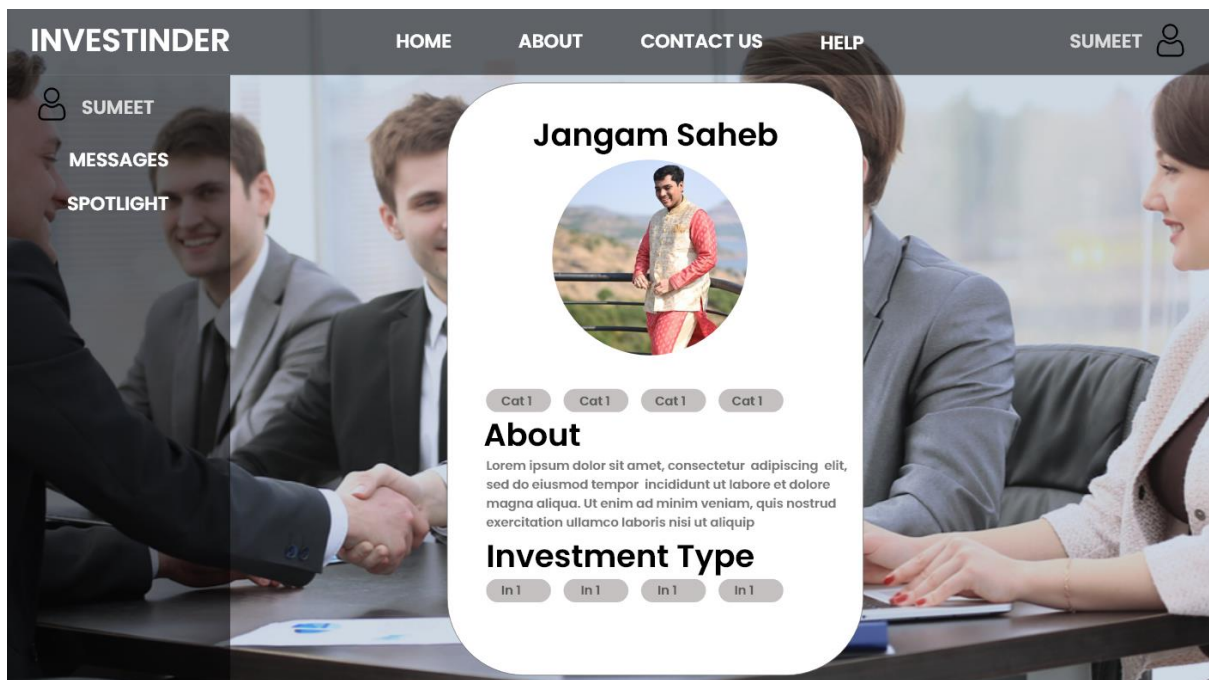 INVESTINDER HOME ABOUT CONTACT US HELP SUMEET
SUMEET
MESSAGES
SPOTLIGHT
Jangam Saheb
Cat 1 Cat 1 Cat 1 Cat 1
About
Lorem ipsum dolor sit amet, consectetur adipiscing elit,
sed do eiusmod tempor incididunt ut labore et dolore
magna aliqua. Ut enim ad minim veniam, quis nostrud
exercitation ullamco laboris nisi ut aliquip
Investment Type
In 1 In 1 In 1 In 1